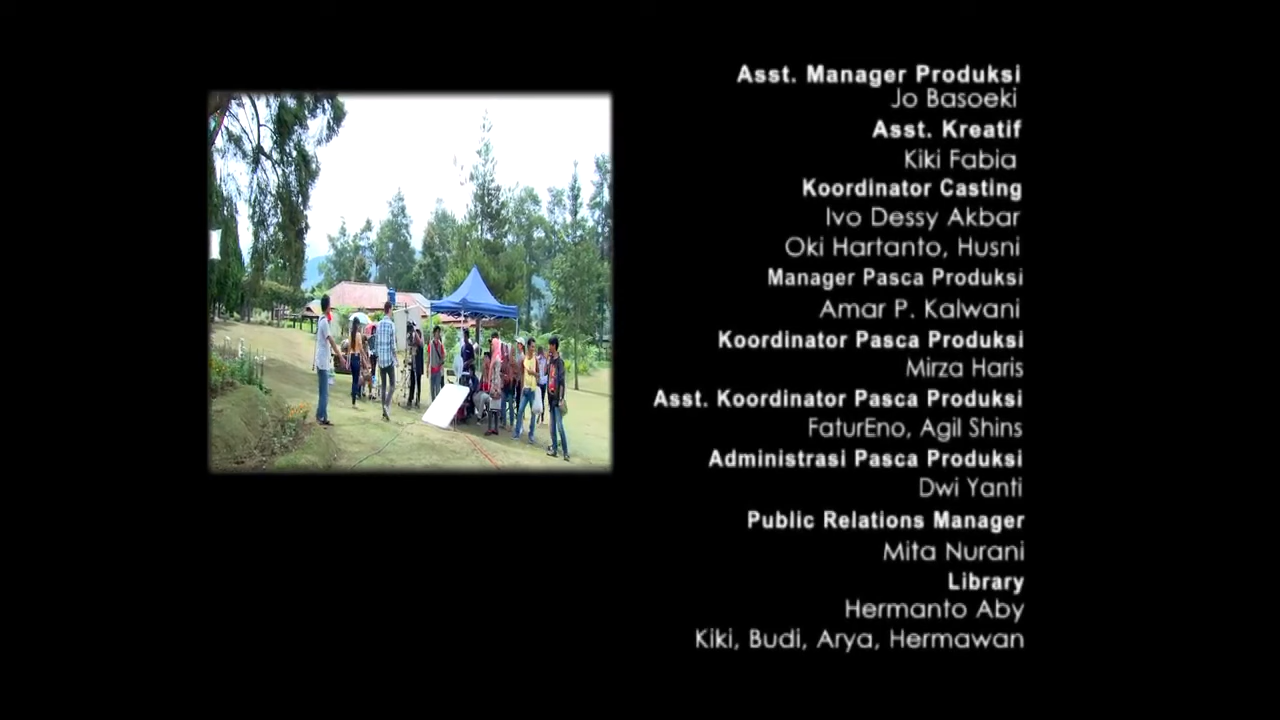 Asst. Manager Produksi
Jo Basoeki
Asst. Kreatif
Kiki Fabia
Koordinator Casting
Ivo Dessy Akbar
Oki Hartanto, Husni
Manager Pasca Produksi
Amar P. Kalwani
Koordinator Pasca Produksi
Mirza Haris
Asst. Koordinator Pasca Produksi
FaturEno, Agil Shins
Administrasi Pasca Produksi
Dwi Yanti
Public Relations Manager
Mita Nurani
Library
Hermanto Aby
Kiki, Budi, Arya, Hermawan